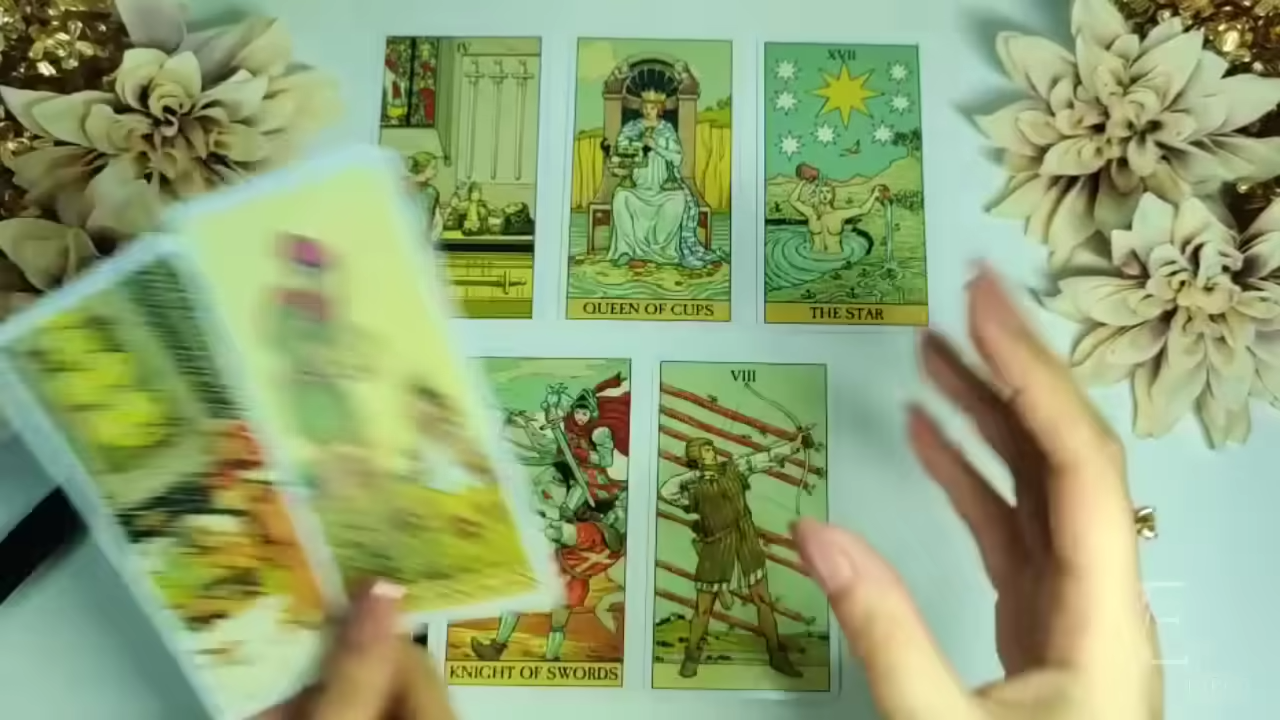 IV
QUEEN OF CUPS
XVII
THE STAR
KNIGHT OF SWORDS
VIII